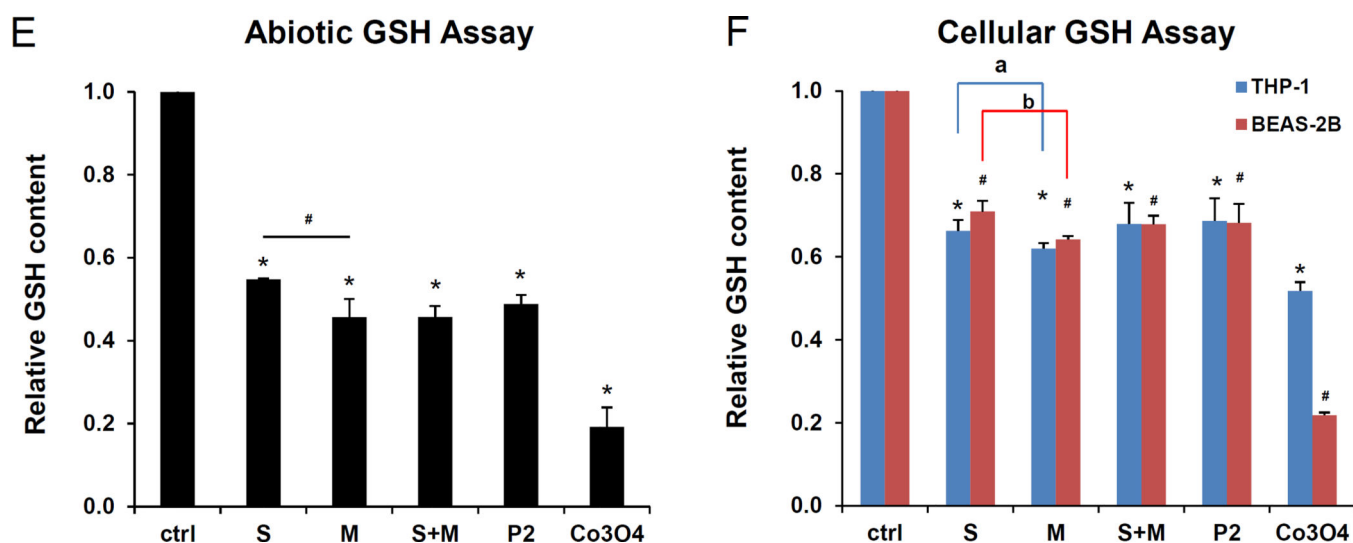 E
Abiotic GSH Assay
Relative GSH content
1.0
0.8
0.6
0.4
0.2
0.0
#
* * * * *
ctrl S M S+M P2 Co3O4
F
Cellular GSH Assay
a
b
THP-1
BEAS-2B
Relative GSH content
1.0
0.8
0.6
0.4
0.2
0.0
* # * # * # * # * #
ctrl S M S+M P2 Co3O4